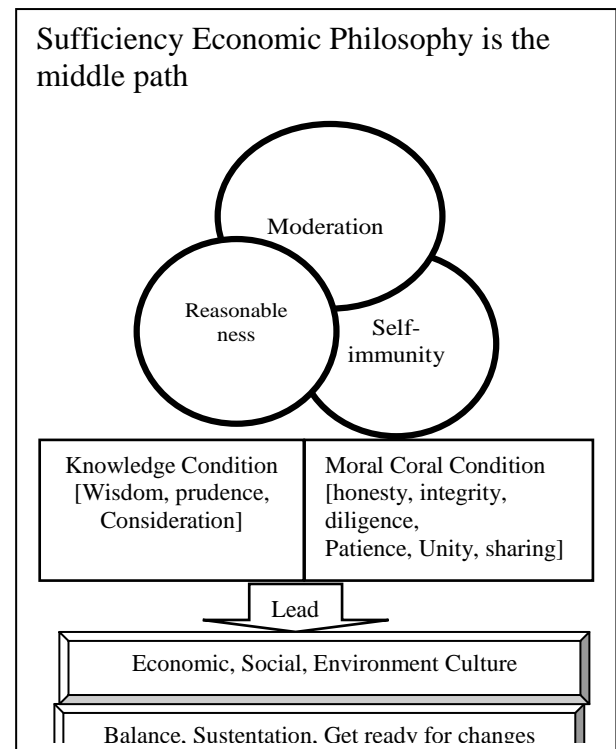 Sufficiency Economic Philosophy is the
middle path
Moderation
Reasonable
ness
Self-
immunity
Knowledge Condition
[Wisdom, prudence,
Consideration]
Moral Coral Condition
[honesty, integrity,
diligence,
Patience, Unity, sharing]
Lead
Economic, Social, Environment Culture
Balance, Sustentation, Get ready for changes